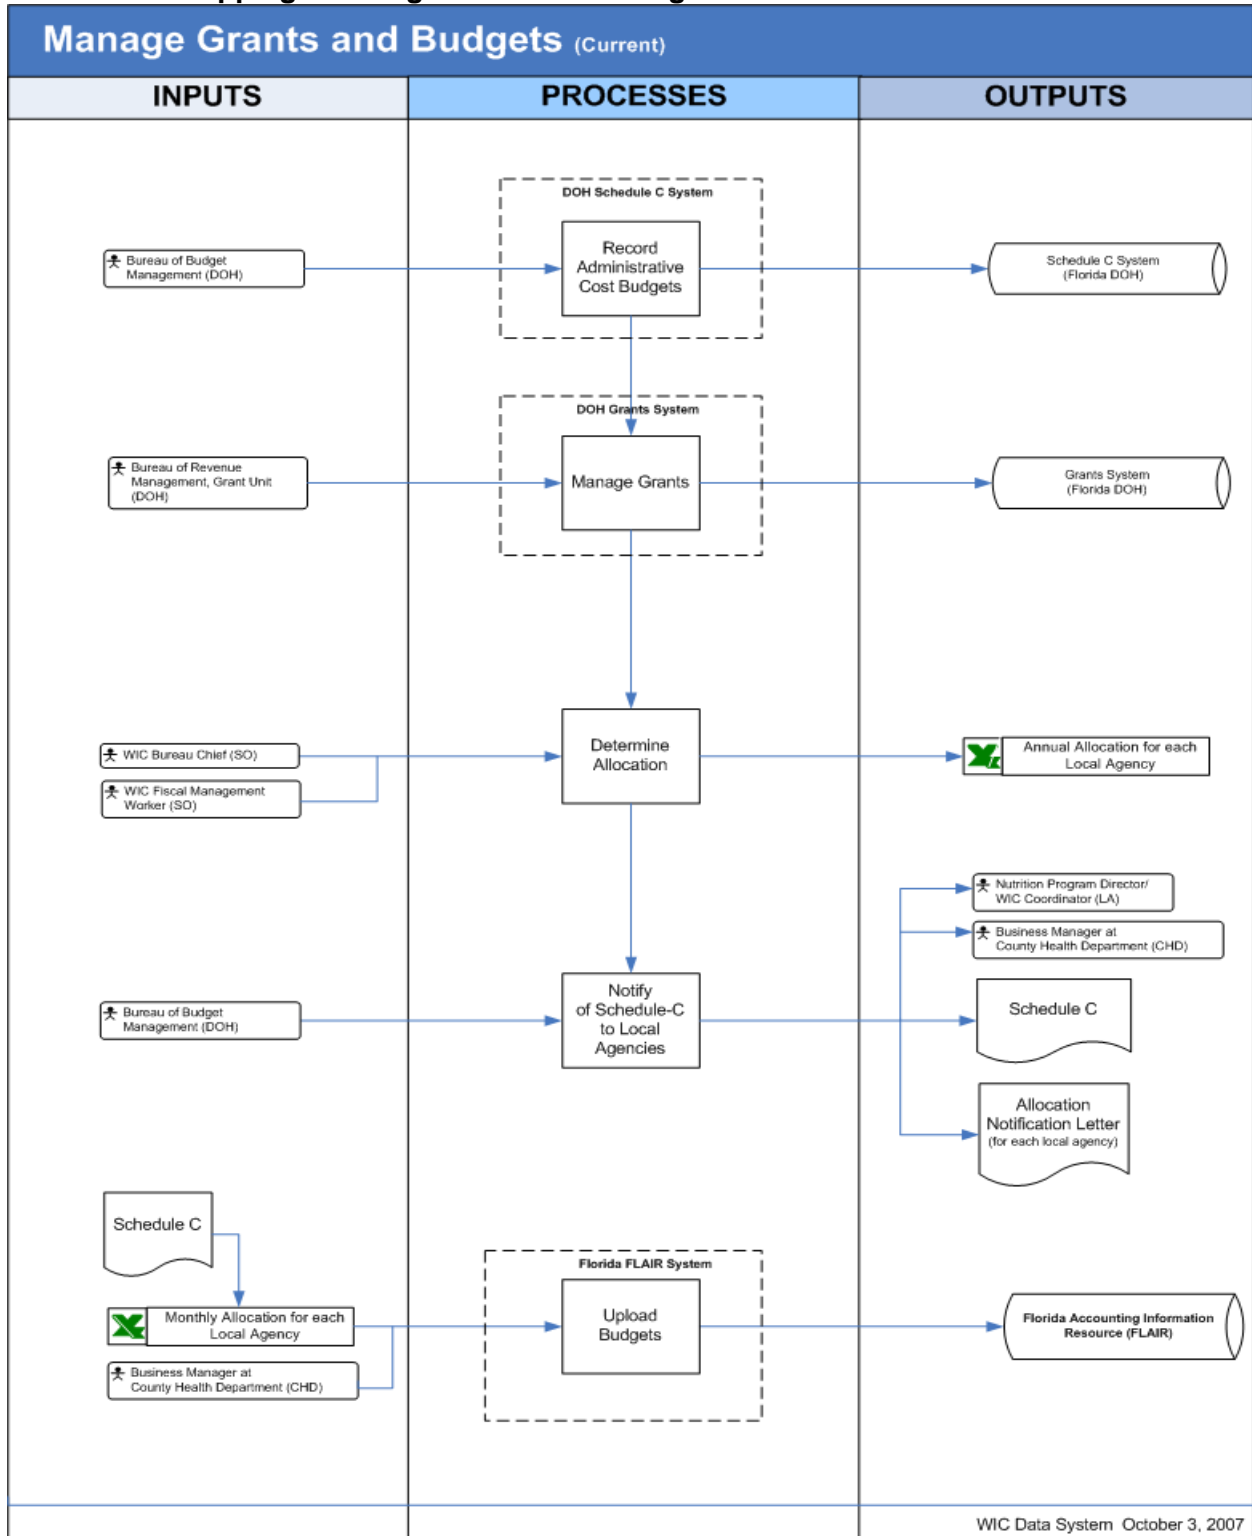 Manage Grants and Budgets (Current)
INPUTS
PROCESSES
OUTPUTS
DOH Schedule C System
Bureau of Budget
Management (DOH)
Record
Administrative
Cost Budgets
Schedule C System
(Florida DOH)
DOH Grants System
Bureau of Revenue
Management, Grant Unit
(DOH)
Manage Grants
Grants System
(Florida DOH)
WIC Bureau Chief (SO)
WIC Fiscal Management
Worker (SO)
Determine
Allocation
Annual Allocation for each
Local Agency
Nutrition Program Director/
WIC Coordinator (LA)
Business Manager at
County Health Department (CHD)
Bureau of Budget
Management (DOH)
Notify
of Schedule-C
to Local
Agencies
Schedule C
Allocation
Notification Letter
(for each local agency)
Schedule C
Monthly Allocation for each
Local Agency
Business Manager at
County Health Department (CHD)
Florida FLAIR System
Upload
Budgets
Florida Accounting Information
Resource (FLAIR)
WIC Data System October 3, 2007